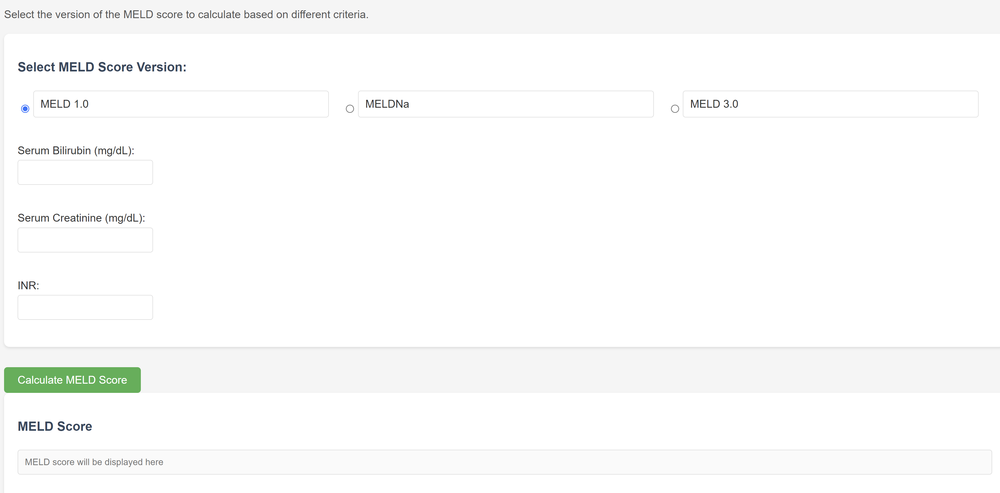 Select the version of the MELD score to calculate based on different criteria.
Select MELD Score Version:
MELD 1.0
MELDNa
MELD 3.0
Serum Bilirubin (mg/dL):
Serum Creatinine (mg/dL):
INR:
Calculate MELD Score
MELD Score
MELD score will be displayed here